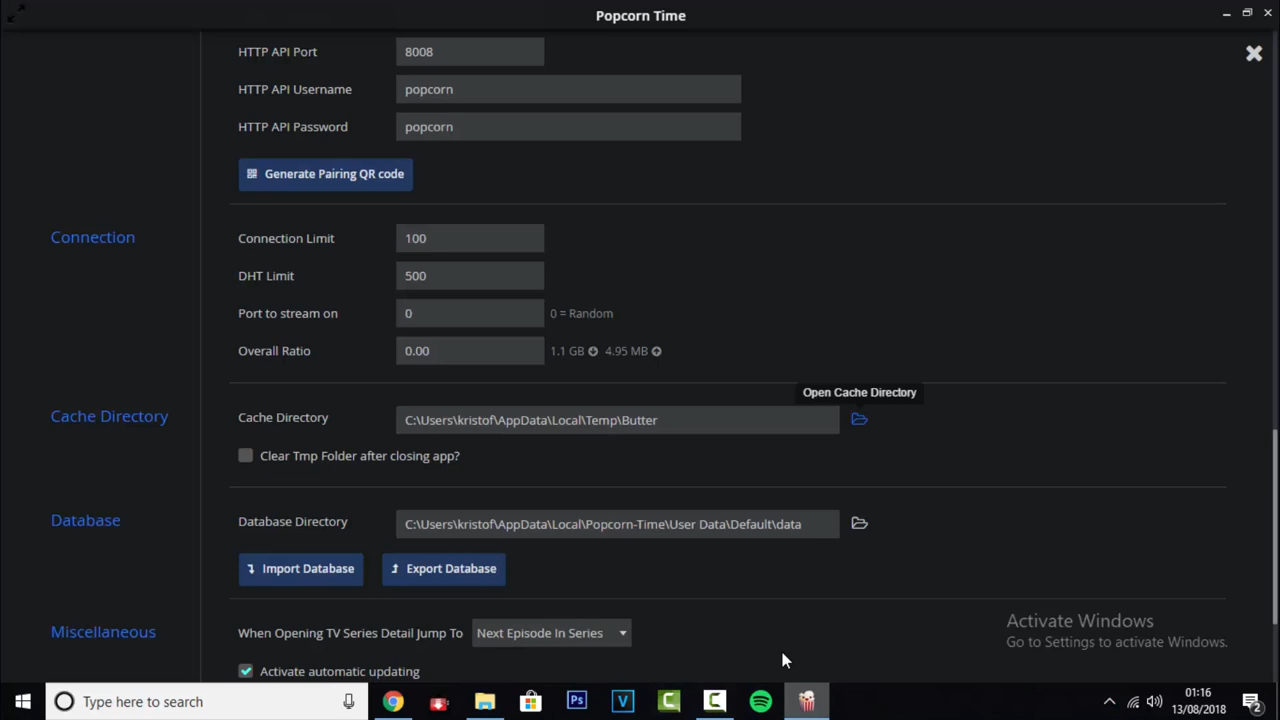 Popcorn Time
HTTP API Port 8008
HTTP API Username popcorn
HTTP API Password popcorn
Generate Pairing QR code
Connection
Connection Limit 100
DHT Limit 500
Port to stream on 0 0 = Random
Overall Ratio 0.00 1.1 GB 4.95 MB
Open Cache Directory
Cache Directory
Cache Directory C:\Users\kristof\AppData\Local\Temp\Butter
Clear Tmp Folder after closing app?
Database
Database Directory C:\Users\kristof\AppData\Local\Popcorn-Time\User Data\Default\data
Import Database Export Database
Miscellaneous
When Opening TV Series Detail Jump To Next Episode In Series
Activate automatic updating
Activate Windows
Go to Settings to activate Windows.
Type here to search
Ps
V
C
C
01:16
13/08/2018
2